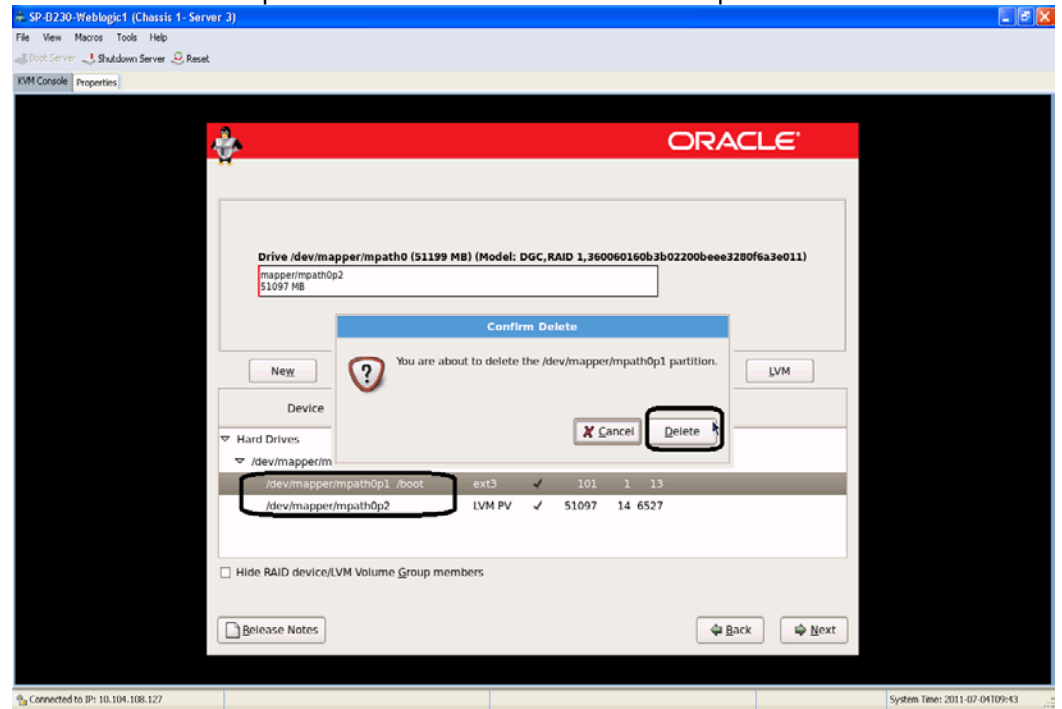 SP-B230-Weblogic1 (Chassis 1 - Server 3)
File View Macros Tools Help
Boot Server Shutdown Server Reset
KVM Console Properties
ORACLE
Drive /dev/mapper/mpath0 (51199 MB) (Model: DGC,RAID 1,360060160b3b02200beee3280f6a3e011)
mapper/mpath0p2
51097 MB
Confirm Delete
You are about to delete the /dev/mapper/mpath0p1 partition.
New
LVM
Device
Cancel Delete
Hard Drives
/dev/mapper/m
/dev/mapper/mpath0p1 /boot ext3 ✓ 101 1 13
/dev/mapper/mpath0p2 LVM PV ✓ 51097 14 6527
Hide RAID device/LVM Volume Group members
Release Notes Back Next
Connected to IP: 10.104.108.127 System Time: 2011-07-04T09:43